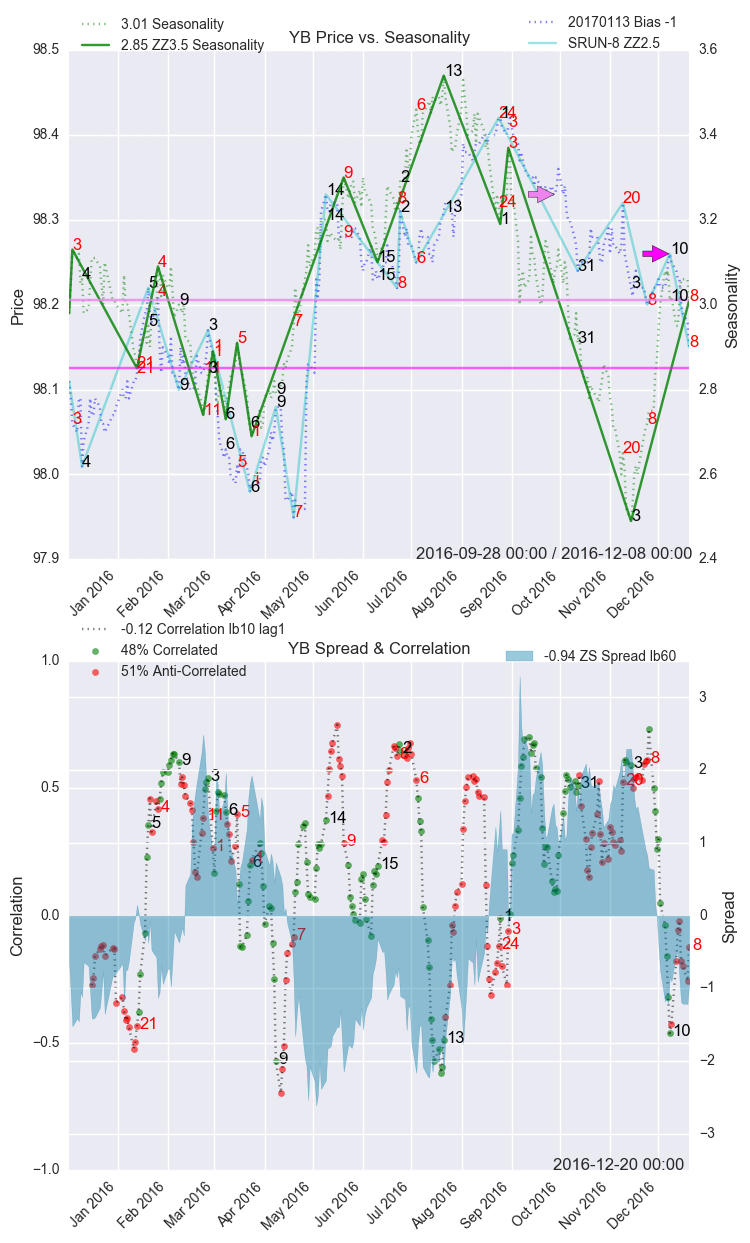 3.01 Seasonality
2.85 ZZ3.5 Seasonality
YB Price vs. Seasonality
20170113 Bias -1
SRUN-8 ZZ2.5
98.5
98.4
98.3
98.2
98.1
98.0
97.9
Price
3.6
3.4
3.2
3.0
2.8
2.6
2.4
Seasonality
2016-09-28 00:00 / 2016-12-08 00:00
Jan 2016
Feb 2016
Mar 2016
Apr 2016
May 2016
Jun 2016
Jul 2016
Aug 2016
Sep 2016
Oct 2016
Nov 2016
Dec 2016
-0.12 Correlation lb10 lag1
48% Correlated
51% Anti-Correlated
YB Spread & Correlation
-0.94 ZS Spread lb60
1.0
0.5
0.0
−0.5
−1.0
Correlation
3
2
1
0
−1
−2
−3
Spread
2016-12-20 00:00
Jan 2016
Feb 2016
Mar 2016
Apr 2016
May 2016
Jun 2016
Jul 2016
Aug 2016
Sep 2016
Oct 2016
Nov 2016
Dec 2016